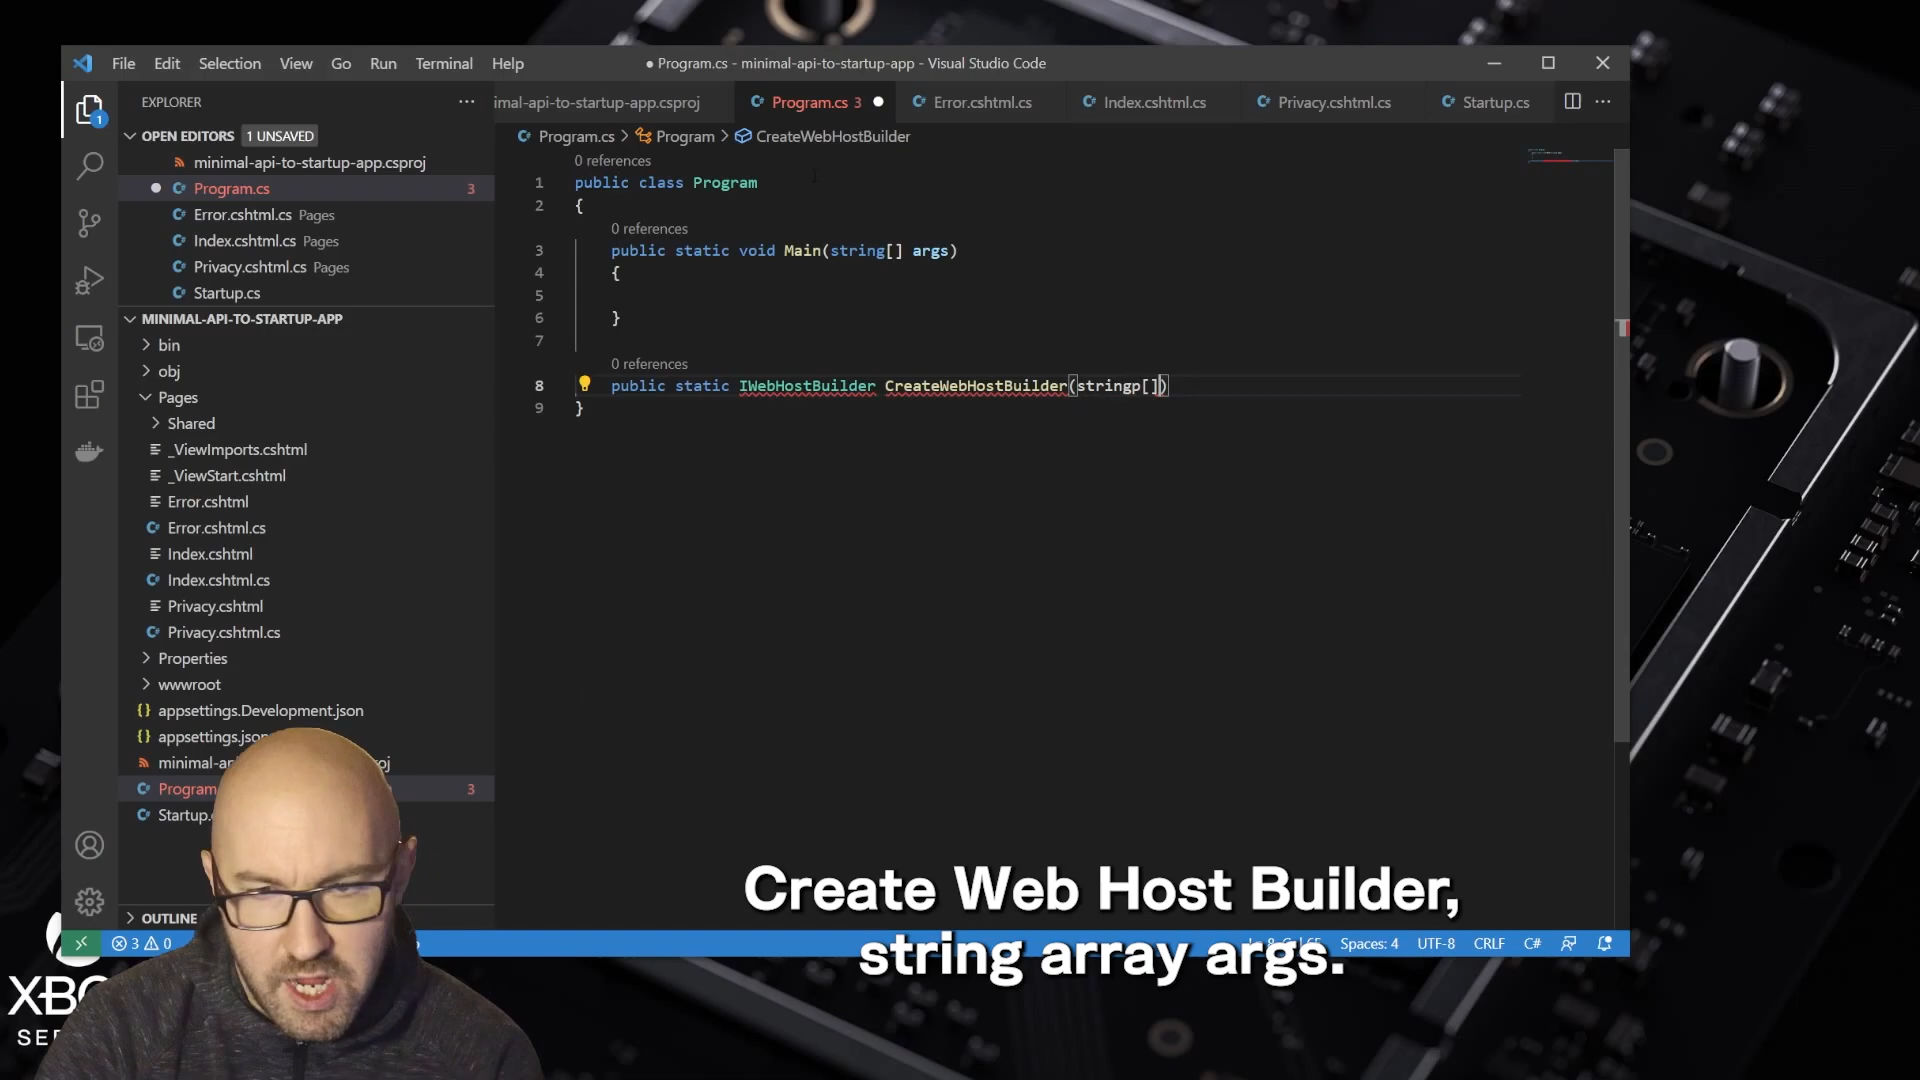 File Edit Selection View Go Run Terminal Help
● Program.cs - minimal-api-to-startup-app - Visual Studio Code
EXPLORER
imal-api-to-startup-app.csproj
Program.cs 3
Error.cshtml.cs
Index.cshtml.cs
Privacy.cshtml.cs
Startup.cs
1
OPEN EDITORS 1 UNSAVED
minimal-api-to-startup-app.csproj
Program.cs 3
Error.cshtml.cs Pages
Index.cshtml.cs Pages
Privacy.cshtml.cs Pages
Startup.cs
MINIMAL-API-TO-STARTUP-APP
bin
obj
Pages
Shared
_ViewImports.cshtml
_ViewStart.cshtml
Error.cshtml
Error.cshtml.cs
Index.cshtml
Index.cshtml.cs
Privacy.cshtml
Privacy.cshtml.cs
Properties
wwwroot
appsettings.Development.json
appsettings.json
Program 3
OUTLINE
Program.cs > Program > CreateWebHostBuilder
0 references
1 public class Program
2 {
0 references
3 public static void Main(string[] args)
4 {
5
6 }
7
0 references
8 public static IWebHostBuilder CreateWebHostBuilder(stringp[])
9 }
Create Web Host Builder,
string array args.
3 0
Spaces: 4 UTF-8 CRLF C#